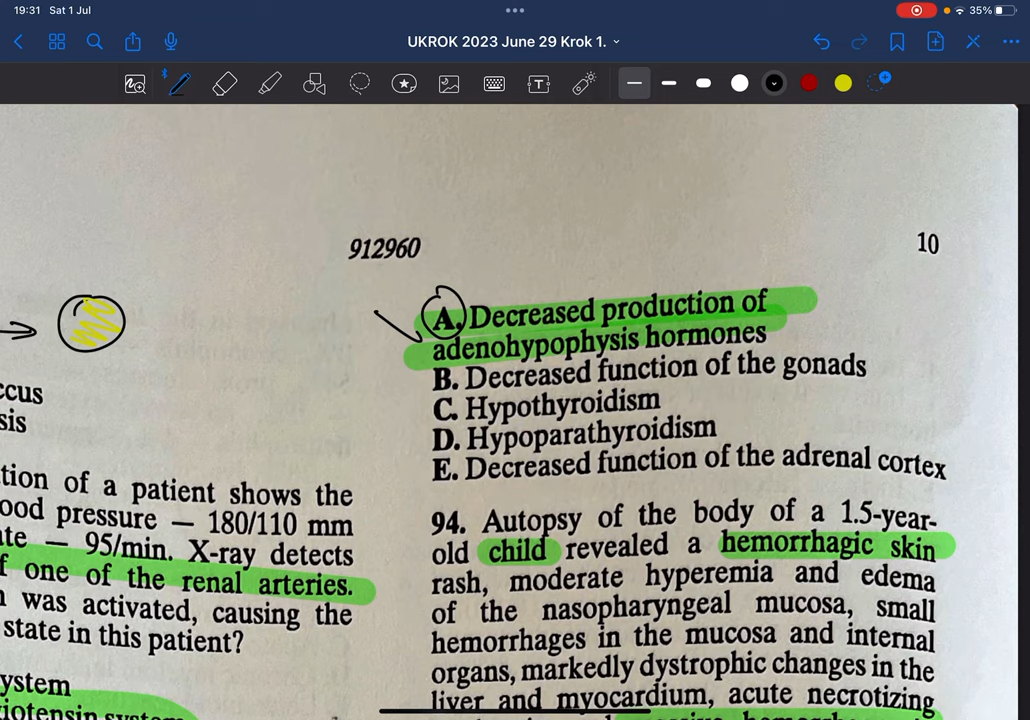 19:31 Sat 1 Jul
35%
UKROK 2023 June 29 Krok 1.
T
912960
10
ccus
sis
tion of a patient shows the
ood pressure — 180/110 mm
ate — 95/min. X-ray detects
f one of the renal arteries.
was activated, causing the
state in this patient?
ystem
iotensin system
A. Decreased production of
adenohypophysis hormones
B. Decreased function of the gonads
C. Hypothyroidism
D. Hypoparathyroidism
E. Decreased function of the adrenal cortex
94. Autopsy of the body of a 1.5-year-
old child revealed a hemorrhagic skin
rash, moderate hyperemia and edema
of the nasopharyngeal mucosa, small
hemorrhages in the mucosa and internal
organs, markedly dystrophic changes in the
liver and myocardium, acute necrotizing